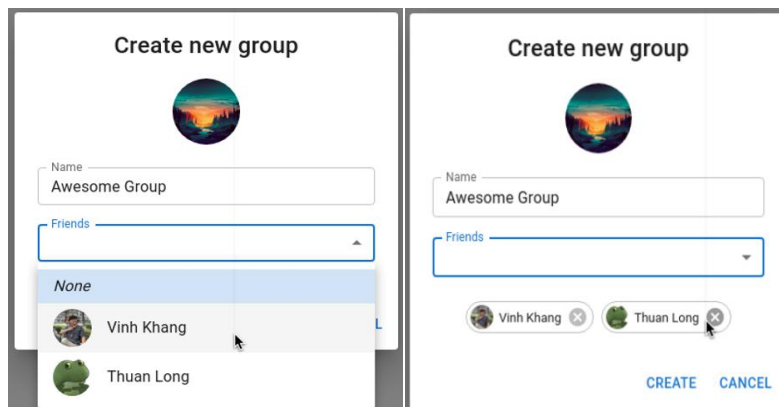 Create new group
Name
Awesome Group
Friends
None
Vinh Khang
Thuan Long
L
Create new group
Name
Awesome Group
Friends
Vinh Khang
Thuan Long
CREATE CANCEL